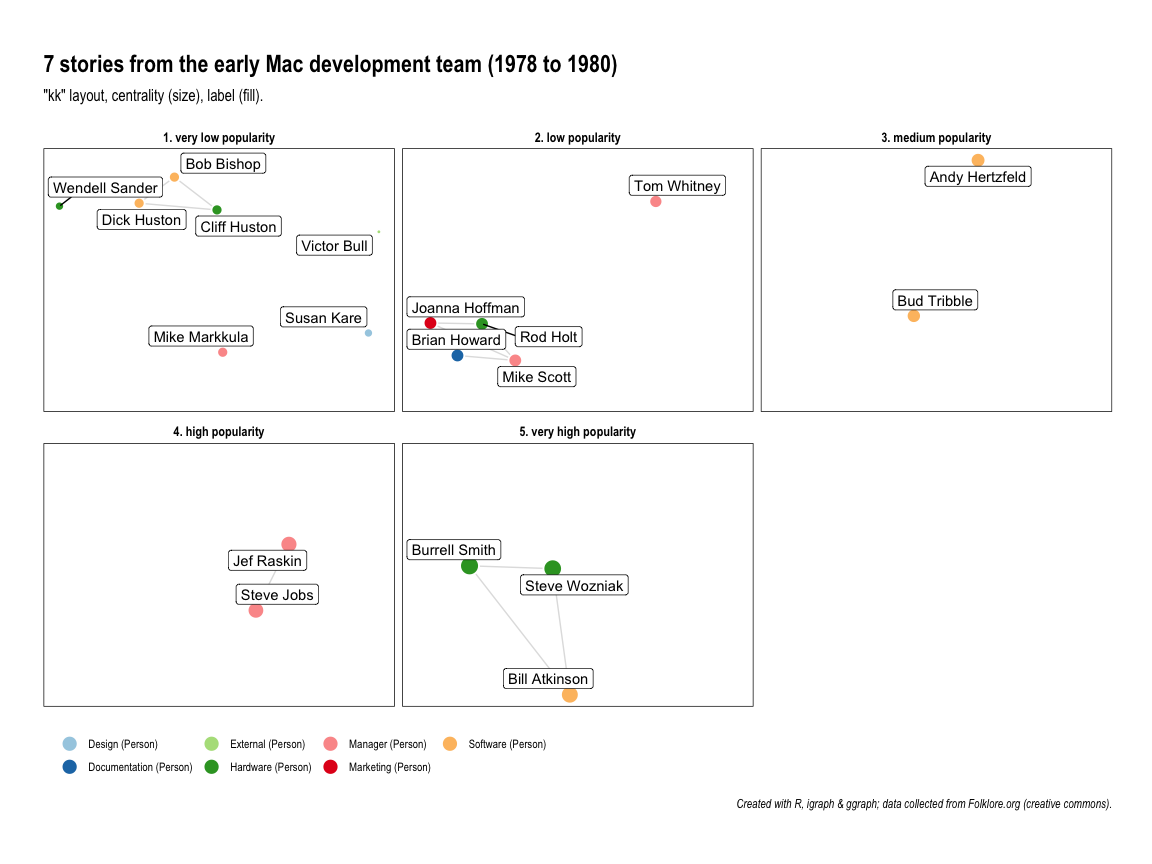 7 stories from the early Mac development team (1978 to 1980)
"kk" layout, centrality (size), label (fill).
1. very low popularity
Bob Bishop
Wendell Sander
Dick Huston
Cliff Huston
Victor Bull
Susan Kare
Mike Markkula
2. low popularity
Tom Whitney
Joanna Hoffman
Rod Holt
Brian Howard
Mike Scott
3. medium popularity
Andy Hertzfeld
Bud Tribble
4. high popularity
Jef Raskin
Steve Jobs
5. very high popularity
Burrell Smith
Steve Wozniak
Bill Atkinson
Design (Person) External (Person) Manager (Person) Software (Person)
Documentation (Person) Hardware (Person) Marketing (Person)
Created with R, igraph & ggraph; data collected from Folklore.org (creative commons).